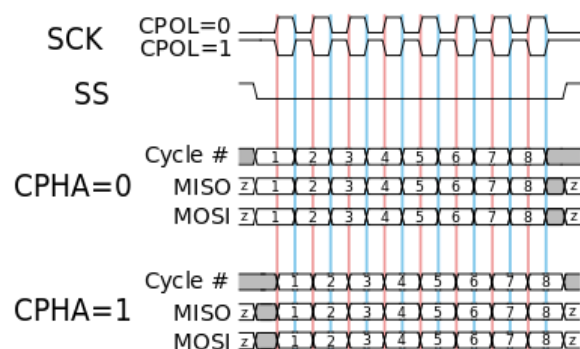 SCK
CPOL=0
CPOL=1
SS
CPHA=0
Cycle # 1 2 3 4 5 6 7 8
MISO z 1 2 3 4 5 6 7 8 z
MOSI z 1 2 3 4 5 6 7 8 z
CPHA=1
Cycle # 1 2 3 4 5 6 7 8
MISO z 1 2 3 4 5 6 7 8 z
MOSI z 1 2 3 4 5 6 7 8 z